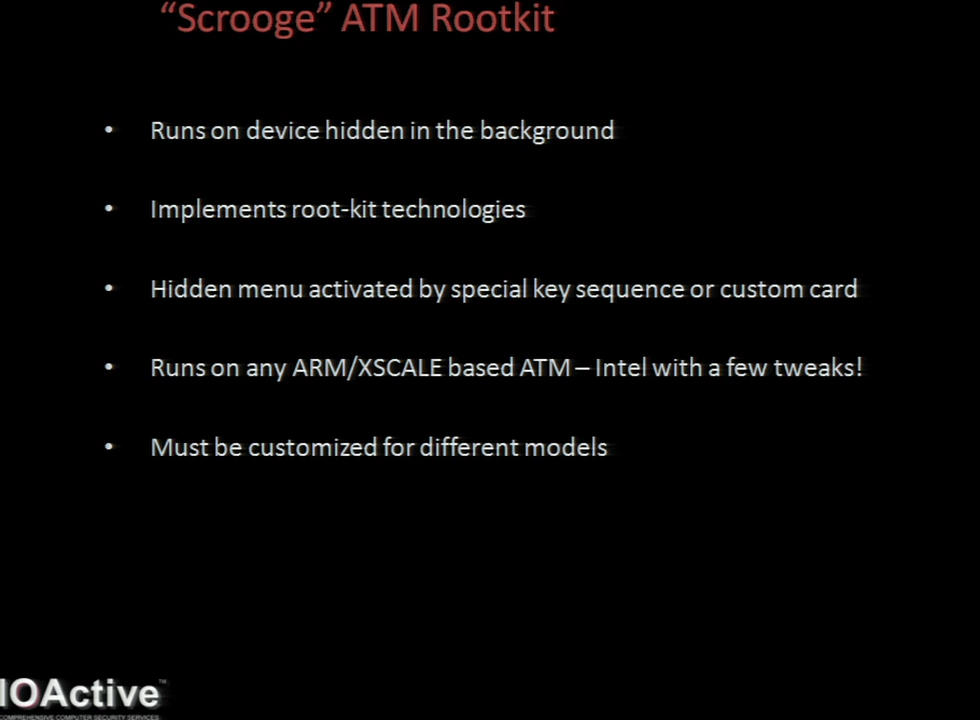 “Scrooge” ATM Rootkit
• Runs on device hidden in the background
• Implements root-kit technologies
• Hidden menu activated by special key sequence or custom card
• Runs on any ARM/XSCALE based ATM – Intel with a few tweaks!
• Must be customized for different models
IOActive™
COMPREHENSIVE COMPUTER SECURITY SERVICES